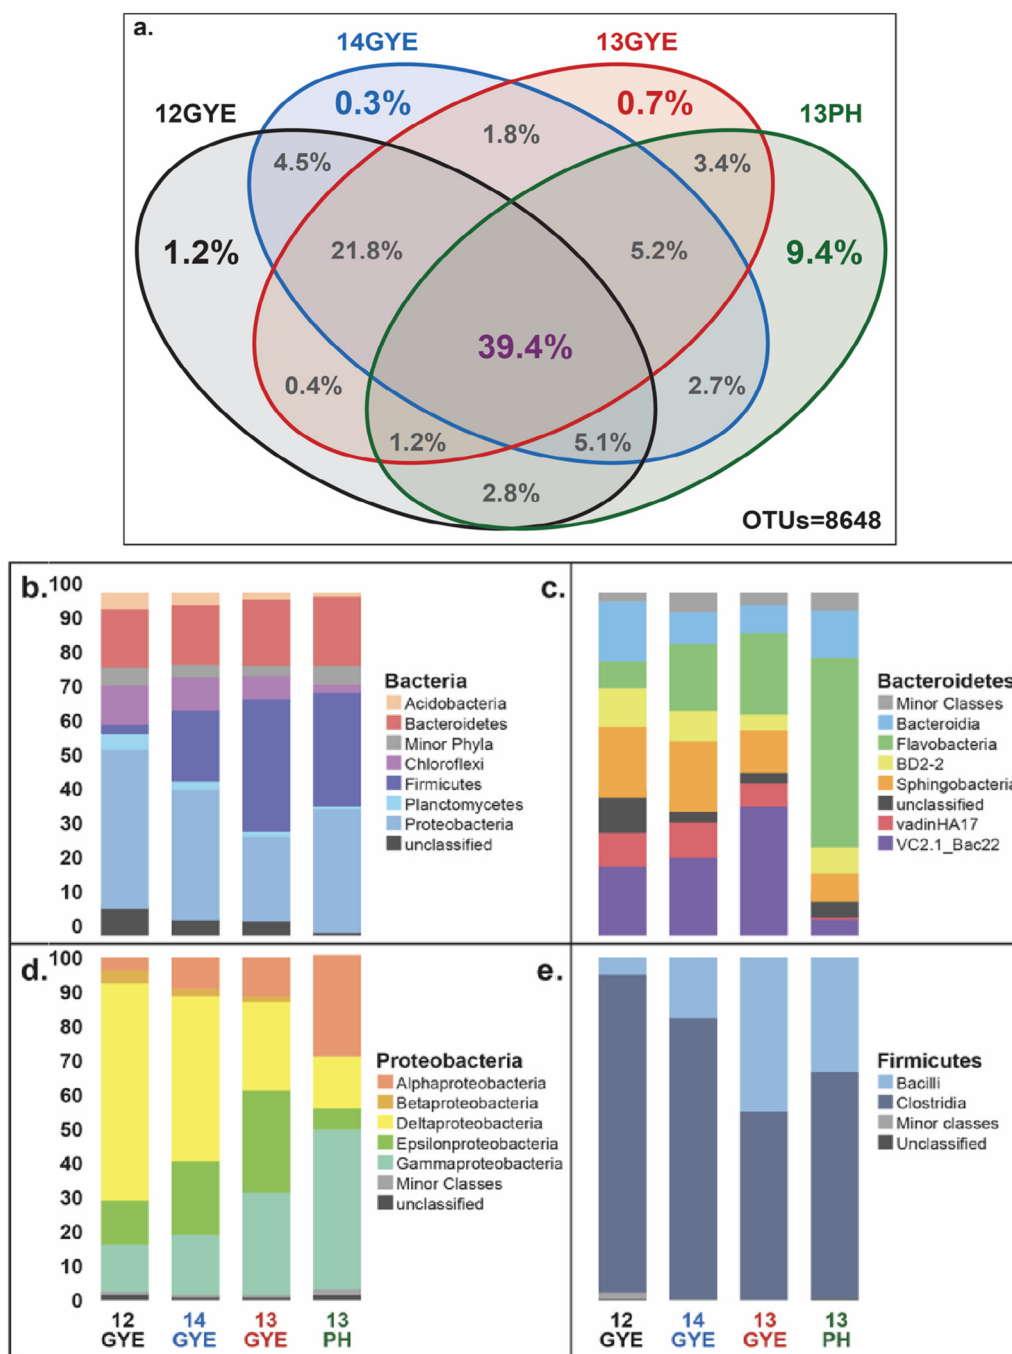 a.
14GYE
13GYE
12GYE
13PH
0.3%
0.7%
1.8%
4.5%
3.4%
1.2%
21.8%
5.2%
9.4%
39.4%
0.4%
2.7%
1.2%
5.1%
2.8%
OTUs=8648
b.
100
90
80
70
60
50
40
30
20
10
0
Bacteria
Acidobacteria
Bacteroidetes
Minor Phyla
Chloroflexi
Firmicutes
Planctomycetes
Proteobacteria
unclassified
c.
Bacteroidetes
Minor Classes
Bacteroidia
Flavobacteria
BD2-2
Sphingobacteria
unclassified
vadinHA17
VC2.1_Bac22
d.
100
90
80
70
60
50
40
30
20
10
0
Proteobacteria
Alphaproteobacteria
Betaproteobacteria
Deltaproteobacteria
Epsilonproteobacteria
Gammaproteobacteria
Minor Classes
unclassified
12 14 13 13
GYE GYE GYE PH
e.
Firmicutes
Bacilli
Clostridia
Minor classes
Unclassified
12 14 13 13
GYE GYE GYE PH